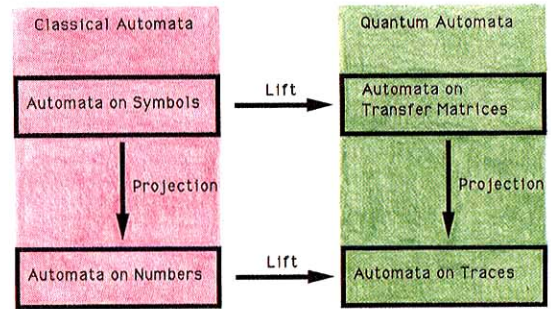 Classical Automata
Quantum Automata
Automata on Symbols
Lift
Automata on
Transfer Matrices
Projection
Projection
Automata on Numbers
Lift
Automata on Traces